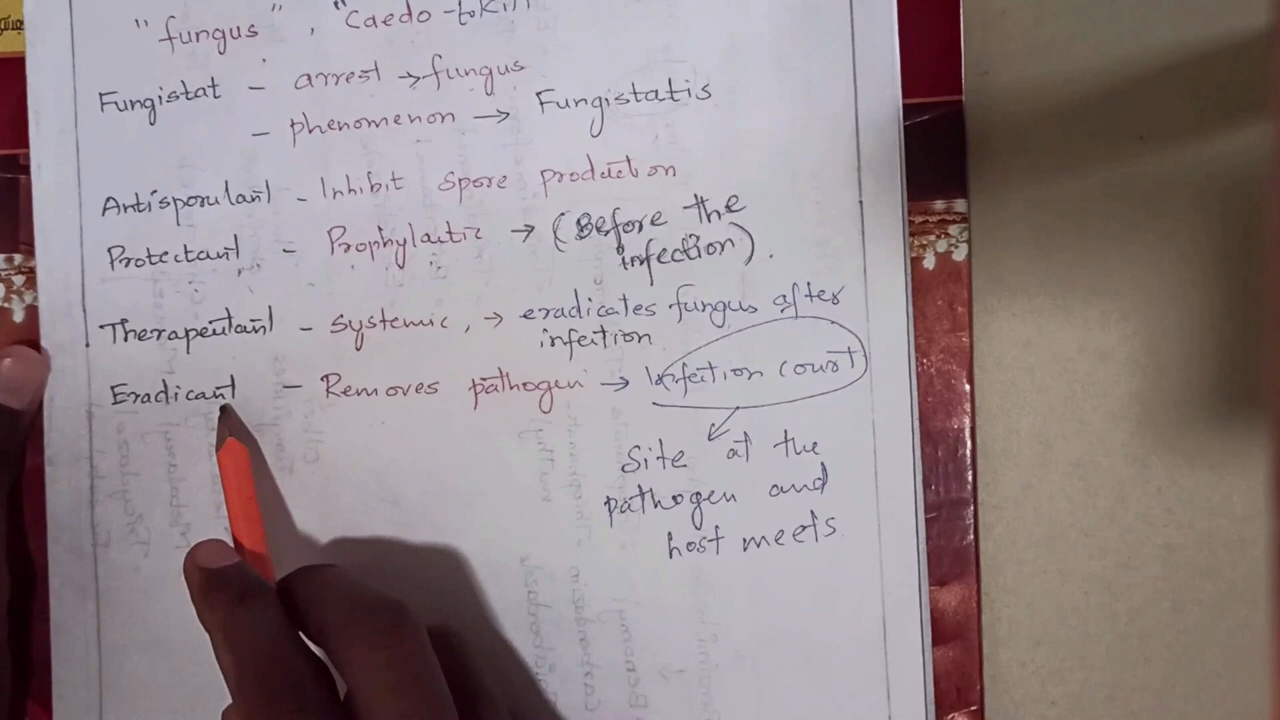 "fungus", "Caedo - to kill
Fungistat - arrest → fungus
- phenomenon → Fungistatis
Antisporulant - Inhibit spore production
Protectant - Prophylactic → (Before the
infection).
Therapeutant - systemic, → eradicates fungus after
infection
Eradicant - Removes pathogen → Infection court
Site at the
pathogen and
host meets